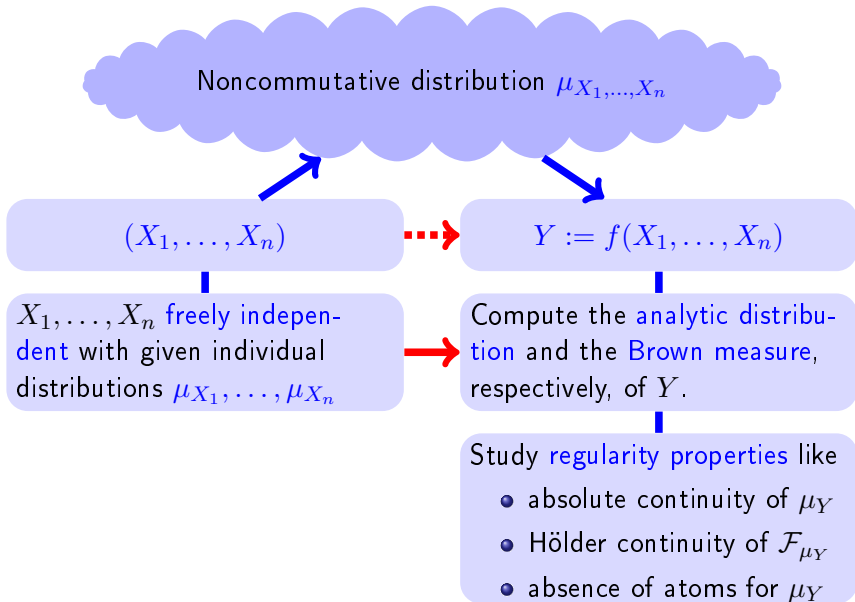 Noncommutative distribution μ_{X_1,...,X_n}
(X_1, . . . , X_n)
Y := f(X_1, . . . , X_n)
X_1, . . . , X_n freely indepen-
dent with given individual
distributions μ_{X_1}, . . . , μ_{X_n}
Compute the analytic distribu-
tion and the Brown measure,
respectively, of Y.
Study regularity properties like
absolute continuity of μ_Y
Hölder continuity of \mathcal{F}_{μ_Y}
absence of atoms for μ_Y